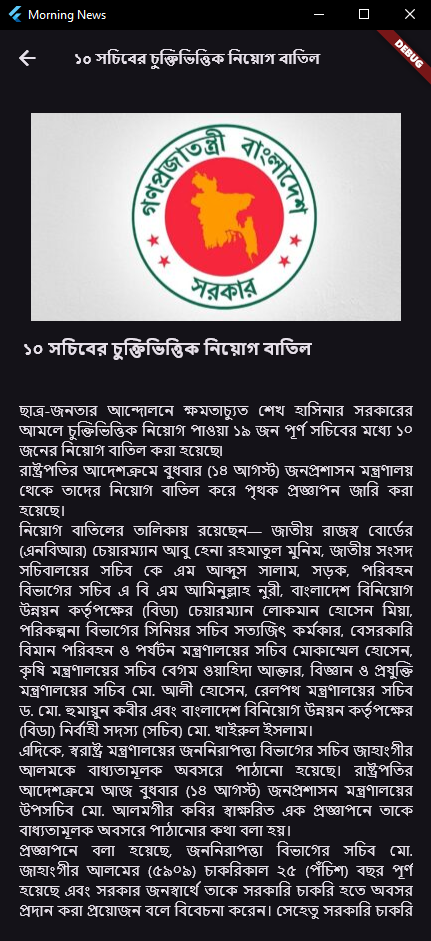 Morning News
DEBUG
১০ সচিবের চুক্তিভিত্তিক নিয়োগ বাতিল
গণপ্রজাতন্ত্রী বাংলাদেশ
সরকার
১০ সচিবের চুক্তিভিত্তিক নিয়োগ বাতিল
ছাত্র-জনতার আন্দোলনে ক্ষমতাচ্যুত শেখ হাসিনার সরকারের
আমলে চুক্তিভিত্তিক নিয়োগ পাওয়া ১৯ জন পূর্ণ সচিবের মধ্যে ১০
জনের নিয়োগ বাতিল করা হয়েছে।
রাষ্ট্রপতির আদেশক্রমে বুধবার (১৪ আগস্ট) জনপ্রশাসন মন্ত্রণালয়
থেকে তাদের নিয়োগ বাতিল করে পৃথক প্রজ্ঞাপন জারি করা
হয়েছে।
নিয়োগ বাতিলের তালিকায় রয়েছেন— জাতীয় রাজস্ব বোর্ডের
(এনবিআর) চেয়ারম্যান আবু হেনা রহমাতুল মুনিম, জাতীয় সংসদ
সচিবালয়ের সচিব কে এম আব্দুস সালাম, সড়ক, পরিবহন
বিভাগের সচিব এ বি এম আমিনুল্লাহ নুরী, বাংলাদেশ বিনিয়োগ
উন্নয়ন কর্তৃপক্ষের (বিডা) চেয়ারম্যান লোকমান হোসেন মিয়া,
পরিকল্পনা বিভাগের সিনিয়র সচিব সত্যজিৎ কর্মকার, বেসরকারি
বিমান পরিবহন ও পর্যটন মন্ত্রণালয়ের সচিব মোকাম্মেল হোসেন,
কৃষি মন্ত্রণালয়ের সচিব বেগম ওয়াহিদা আক্তার, বিজ্ঞান ও প্রযুক্তি
মন্ত্রণালয়ের সচিব মো. আলী হোসেন, রেলপথ মন্ত্রণালয়ের সচিব
ড. মো. হুমায়ুন কবীর এবং বাংলাদেশ বিনিয়োগ উন্নয়ন কর্তৃপক্ষের
(বিডা) নির্বাহী সদস্য (সচিব) মো. খাইরুল ইসলাম।
এদিকে, স্বরাষ্ট্র মন্ত্রণালয়ের জননিরাপত্তা বিভাগের সচিব জাহাংগীর
আলমকে বাধ্যতামূলক অবসরে পাঠানো হয়েছে। রাষ্ট্রপতির
আদেশক্রমে আজ বুধবার (১৪ আগস্ট) জনপ্রশাসন মন্ত্রণালয়ের
উপসচিব মো. আলমগীর কবির স্বাক্ষরিত এক প্রজ্ঞাপনে তাকে
বাধ্যতামূলক অবসরে পাঠানোর কথা বলা হয়।
প্রজ্ঞাপনে বলা হয়েছে, জননিরাপত্তা বিভাগের সচিব মো.
জাহাংগীর আলমের (৫৯০৯) চাকরিকাল ২৫ (পঁচিশ) বছর পূর্ণ
হয়েছে এবং সরকার জনস্বার্থে তাকে সরকারি চাকরি হতে অবসর
প্রদান করা প্রয়োজন বলে বিবেচনা করেন। সেহেতু সরকারি চাকরি